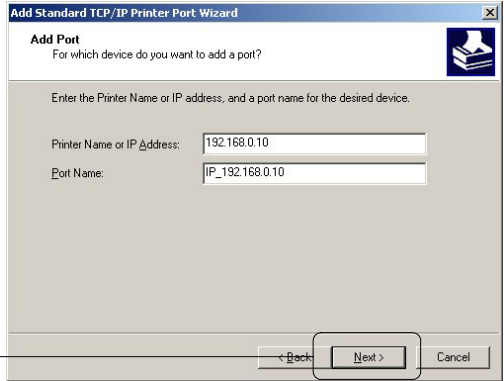 Add Standard TCP/IP Printer Port Wizard
Add Port
For which device do you want to add a port?
Enter the Printer Name or IP address, and a port name for the desired device.
Printer Name or IP Address: 192.168.0.10
Port Name: IP_192.168.0.10
< Back Next > Cancel